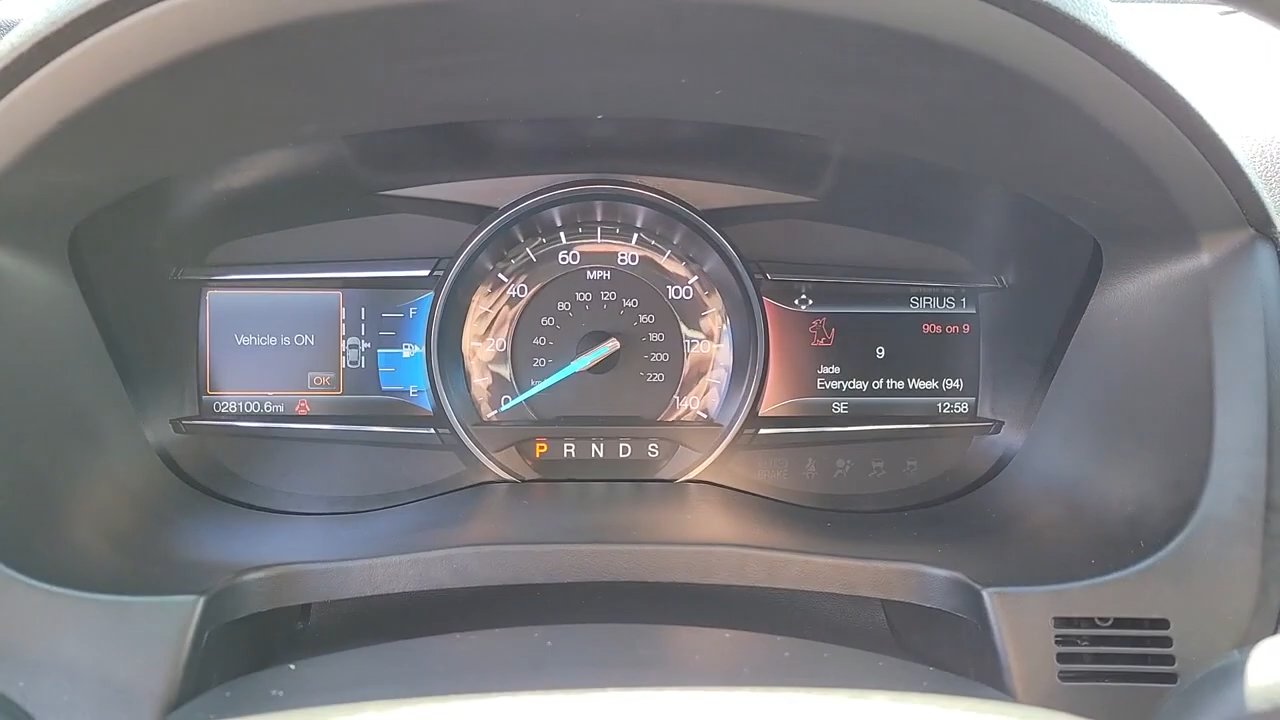 Vehicle is ON
OK
028100.6mi
F
E
MPH
0
20
40
60
80
100
120
140
20
40
60
80
100
120
140
160
180
200
220
P R N D S
SIRIUS 1
90s on 9
9
Jade
Everyday of the Week (94)
SE
12:58
BRAKE